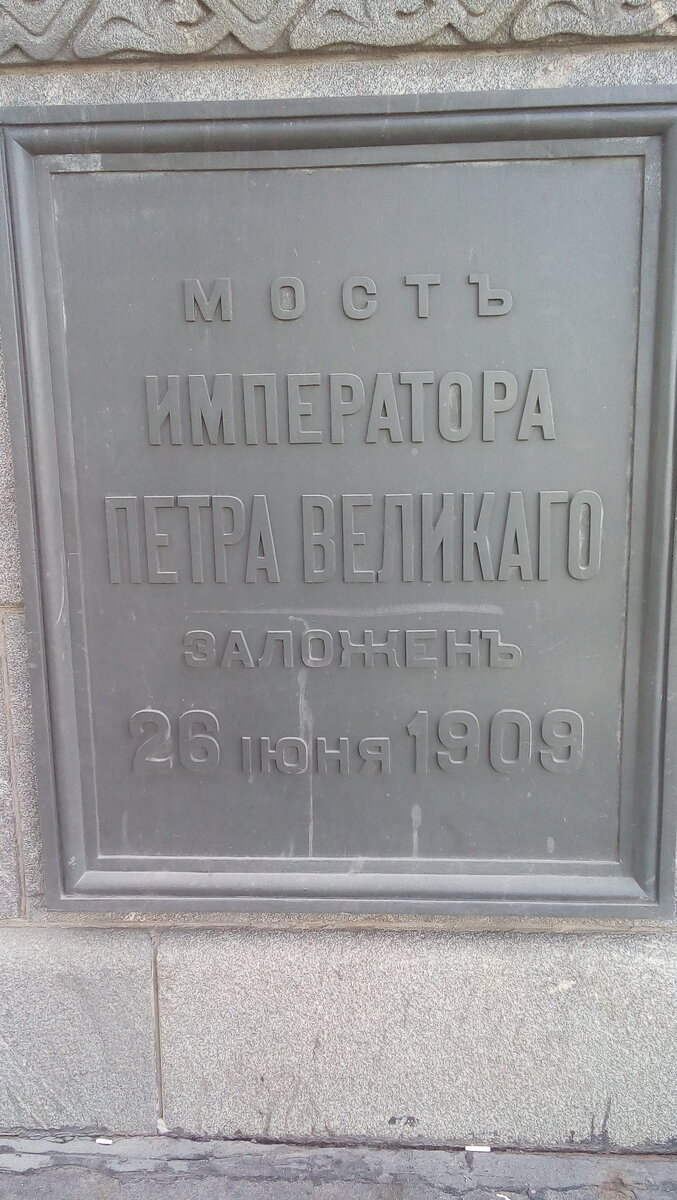 МОСТЪ
ИМПЕРАТОРА
ПЕТРА ВЕЛИКАГО
ЗАЛОЖЕНЪ
26 ІЮНЯ 1909